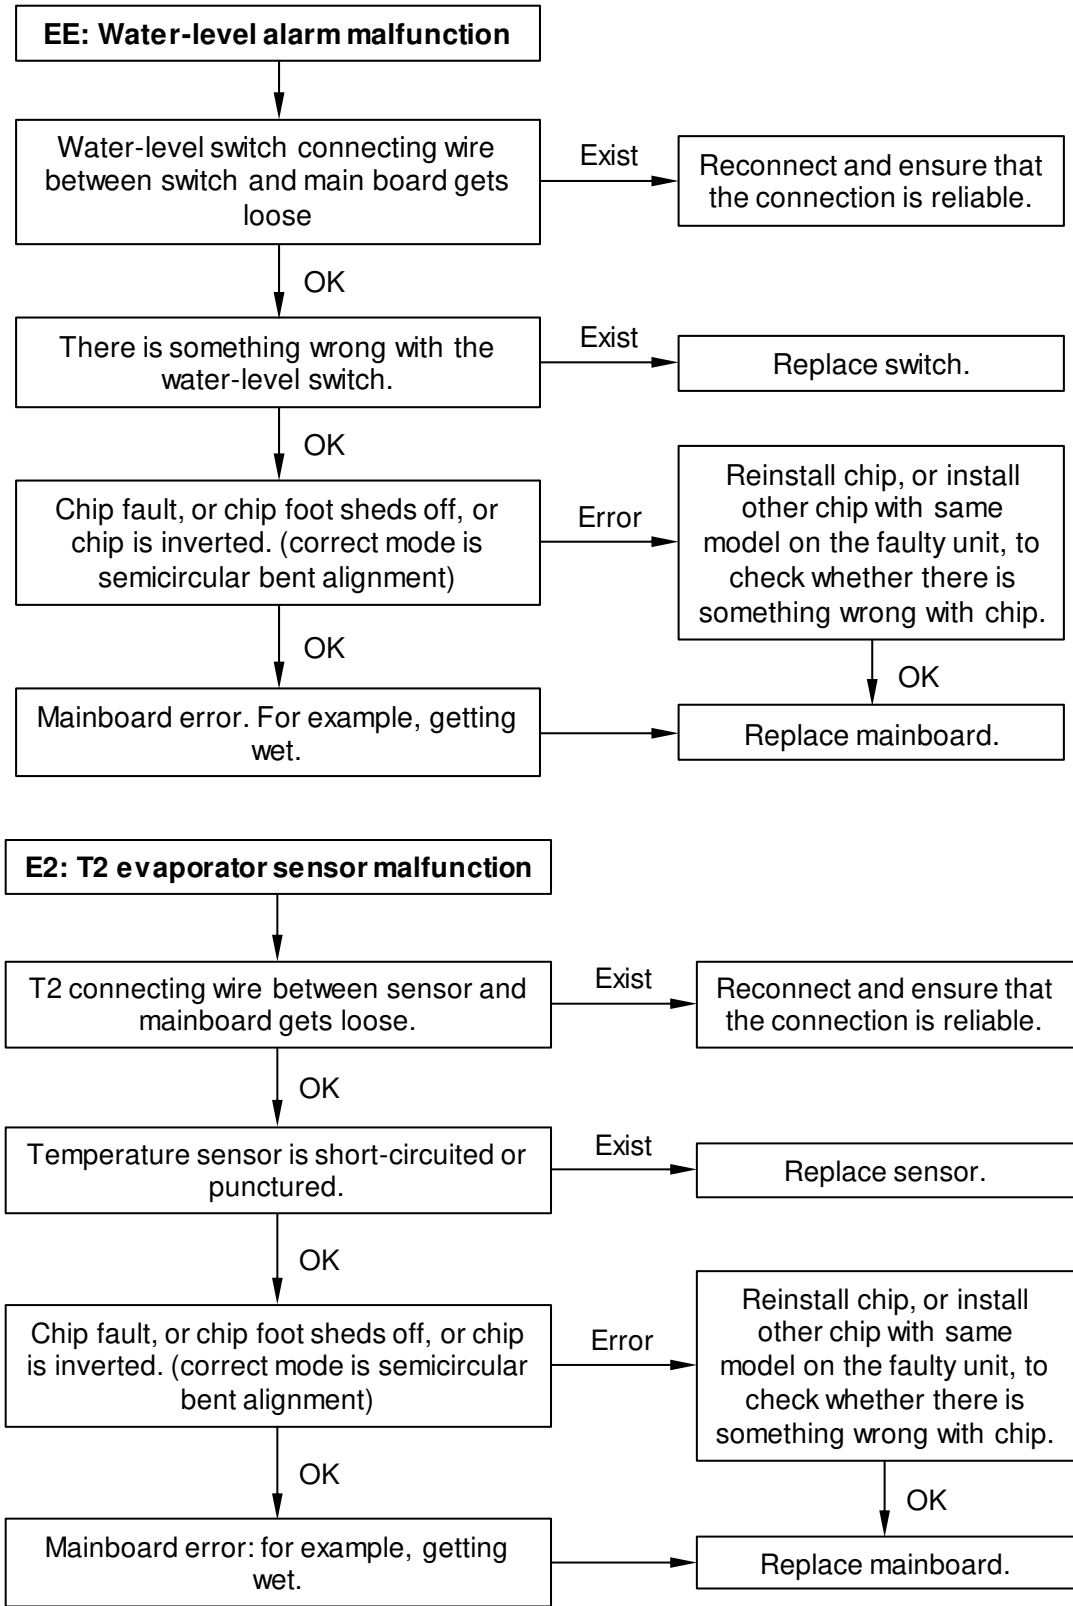 EE: Water-level alarm malfunction
Water-level switch connecting wire
between switch and main board gets
loose
Exist
Reconnect and ensure that
the connection is reliable.
OK
There is something wrong with the
water-level switch.
Exist
Replace switch.
OK
Chip fault, or chip foot sheds off, or
chip is inverted. (correct mode is
semicircular bent alignment)
Error
Reinstall chip, or install
other chip with same
model on the faulty unit, to
check whether there is
something wrong with chip.
OK
OK
Mainboard error. For example, getting
wet.
Replace mainboard.
E2: T2 evaporator sensor malfunction
T2 connecting wire between sensor and
mainboard gets loose.
Exist
Reconnect and ensure that
the connection is reliable.
OK
Temperature sensor is short-circuited or
punctured.
Exist
Replace sensor.
OK
Chip fault, or chip foot sheds off, or chip
is inverted. (correct mode is semicircular
bent alignment)
Error
Reinstall chip, or install
other chip with same
model on the faulty unit, to
check whether there is
something wrong with chip.
OK
OK
Mainboard error: for example, getting
wet.
Replace mainboard.